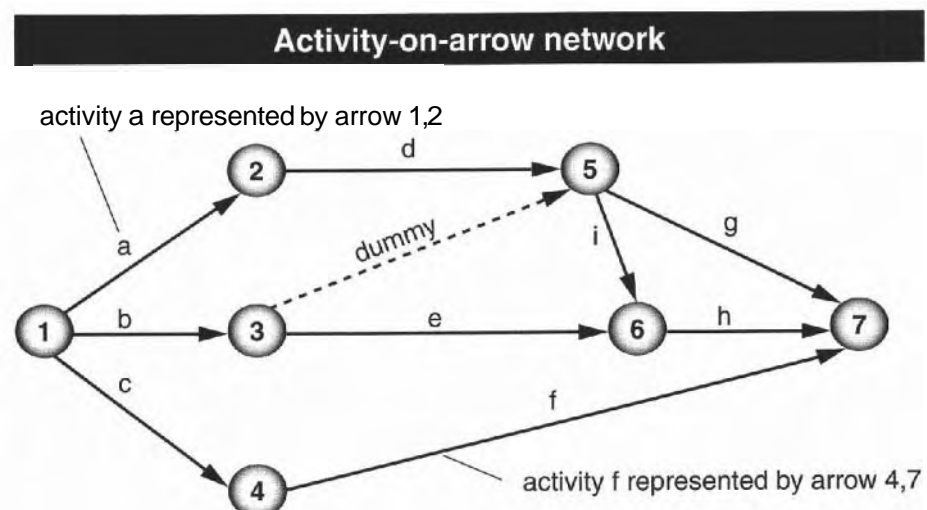 Activity-on-arrow network
activity a represented by arrow 1,2
2
d
5
a
dummy
i
g
1
b
3
e
6
h
7
c
f
4
activity f represented by arrow 4,7